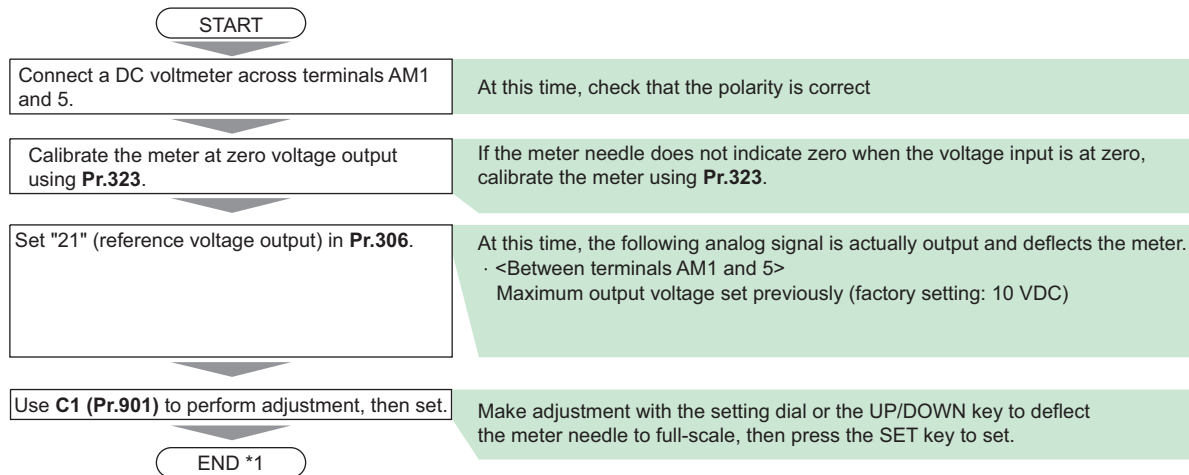 START
Connect a DC voltmeter across terminals AM1
and 5.
At this time, check that the polarity is correct
Calibrate the meter at zero voltage output
using Pr.323.
If the meter needle does not indicate zero when the voltage input is at zero,
calibrate the meter using Pr.323.
Set "21" (reference voltage output) in Pr.306.
At this time, the following analog signal is actually output and deflects the meter.
· <Between terminals AM1 and 5>
Maximum output voltage set previously (factory setting: 10 VDC)
Use C1 (Pr.901) to perform adjustment, then set.
Make adjustment with the setting dial or the UP/DOWN key to deflect
the meter needle to full-scale, then press the SET key to set.
END *1